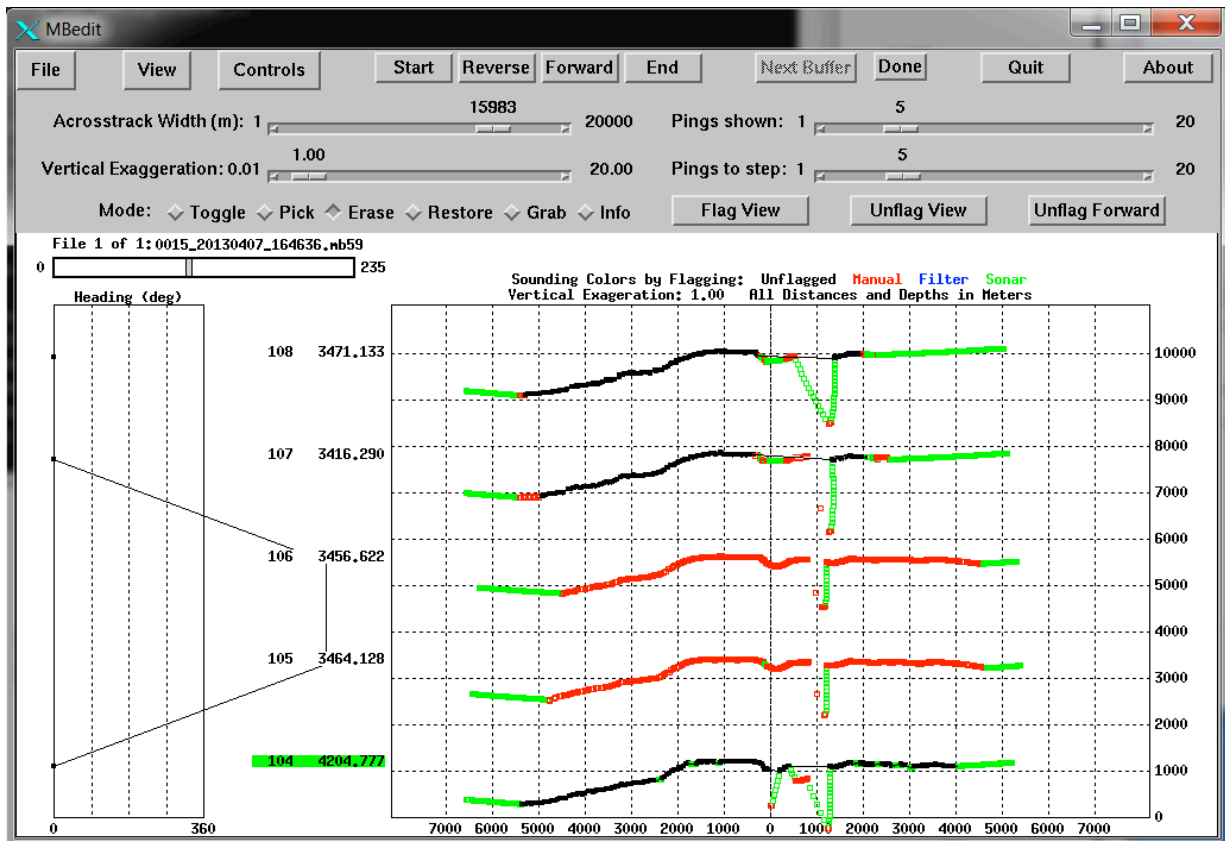 MBedit
File View Controls Start Reverse Forward End Next Buffer Done Quit About
15983 5
Acrosstrack Width (m): 1 20000 Pings shown: 1 20
1.00 5
Vertical Exaggeration: 0.01 20.00 Pings to step: 1 20
Mode: Toggle Pick Erase Restore Grab Info Flag View Unflag View Unflag Forward
File 1 of 1: 0015_20130407_164636.mb59
0 235
Sounding Colors by Flagging: Unflagged Manual Filter Sonar
Vertical Exageration: 1.00 All Distances and Depths in Meters
Heading (deg)
108 3471.133 10000
9000
8000
107 3416.290
7000
6000
106 3456.622
5000
4000
105 3464.128
3000
2000
104 4204.777
1000
0
0 360 7000 6000 5000 4000 3000 2000 1000 0 1000 2000 3000 4000 5000 6000 7000